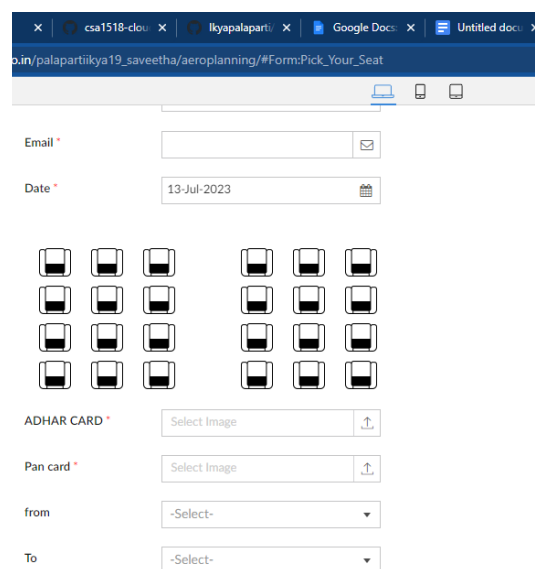 csa1518-clou
Ikyapalaparti/
Google Docs:
Untitled docu
o.in/palapartiikya19_saveetha/aeroplanning/#Form:Pick_Your_Seat
Email *
Date *
13-Jul-2023
ADHAR CARD *
Select Image
Pan card *
Select Image
from
-Select-
To
-Select-